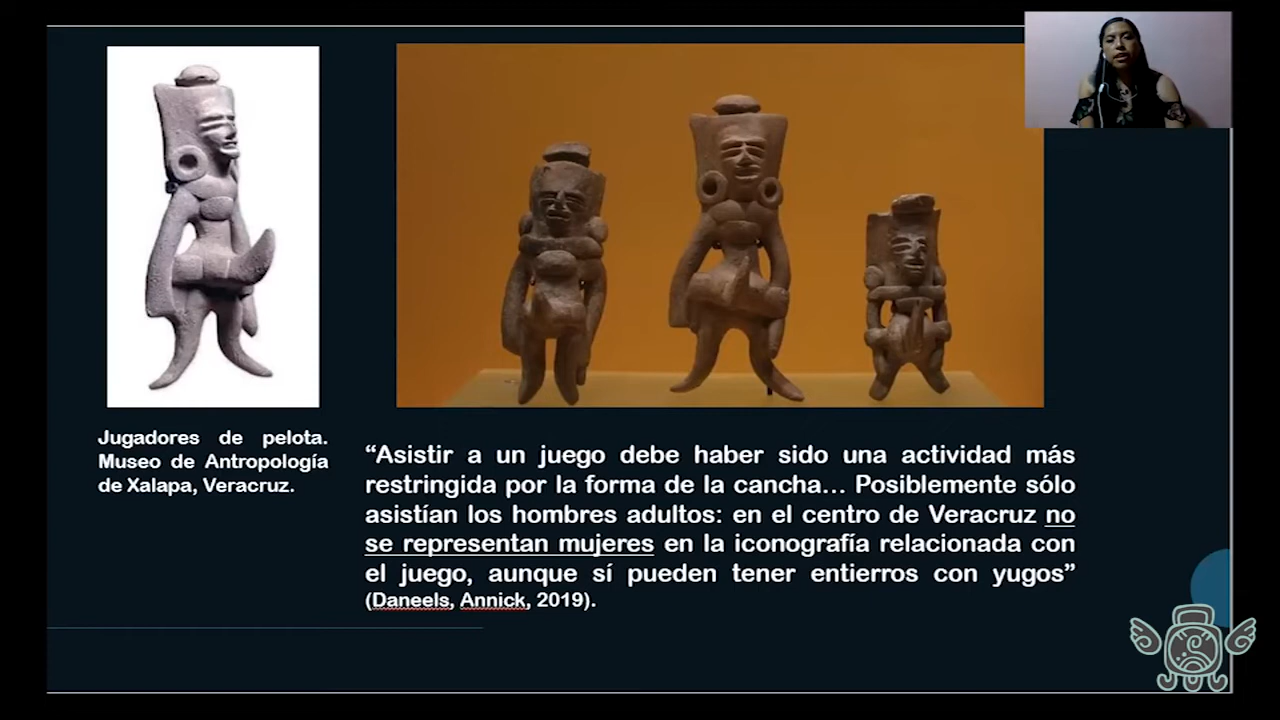 Jugadores de pelota.
Museo de Antropología
de Xalapa, Veracruz.
“Asistir a un juego debe haber sido una actividad más
restringida por la forma de la cancha… Posiblemente sólo
asistían los hombres adultos: en el centro de Veracruz no
se representan mujeres en la iconografía relacionada con
el juego, aunque sí pueden tener entierros con yugos”
(Daneels, Annick, 2019).